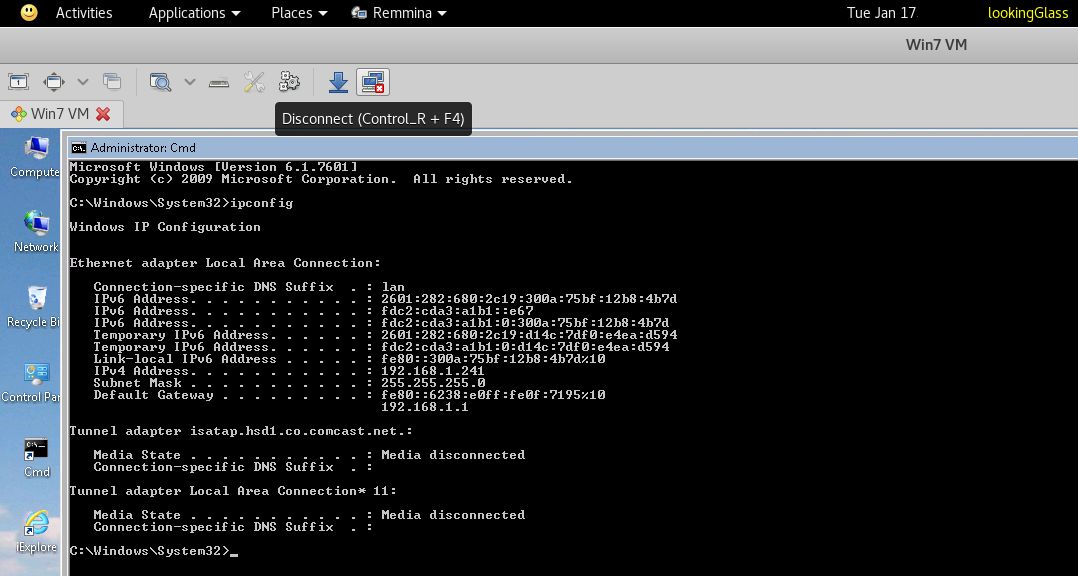 Activities Applications Places Remmina Tue Jan 17 lookingGlass
Win7 VM
1
Win7 VM
Disconnect (Control_R + F4)
Compute
Network
Recycle Bi
Control Par
Cmd
iExplore
Administrator: Cmd
Microsoft Windows [Version 6.1.7601]
Copyright (c) 2009 Microsoft Corporation.  All rights reserved.
C:\Windows\System32>ipconfig
Windows IP Configuration
Ethernet adapter Local Area Connection:
Connection-specific DNS Suffix  . : lan
IPv6 Address. . . . . . . . . . . : 2601:282:680:2c19:300a:75bf:12b8:4b7d
IPv6 Address. . . . . . . . . . . : fdc2:cda3:a1b1::e67
IPv6 Address. . . . . . . . . . . : fdc2:cda3:a1b1:0:300a:75bf:12b8:4b7d
Temporary IPv6 Address. . . . . . : 2601:282:680:2c19:d14c:7df0:e4ea:d594
Temporary IPv6 Address. . . . . . : fdc2:cda3:a1b1:0:d14c:7df0:e4ea:d594
Link-local IPv6 Address . . . . . : fe80::300a:75bf:12b8:4b7d%10
IPv4 Address. . . . . . . . . . . : 192.168.1.241
Subnet Mask . . . . . . . . . . . : 255.255.255.0
Default Gateway . . . . . . . . . : fe80::6238:e0ff:fe0f:7195%10
192.168.1.1
Tunnel adapter isatap.hsd1.co.comcast.net.:
Media State . . . . . . . . . . . : Media disconnected
Connection-specific DNS Suffix  . :
Tunnel adapter Local Area Connection* 11:
Media State . . . . . . . . . . . : Media disconnected
Connection-specific DNS Suffix  . :
C:\Windows\System32>_